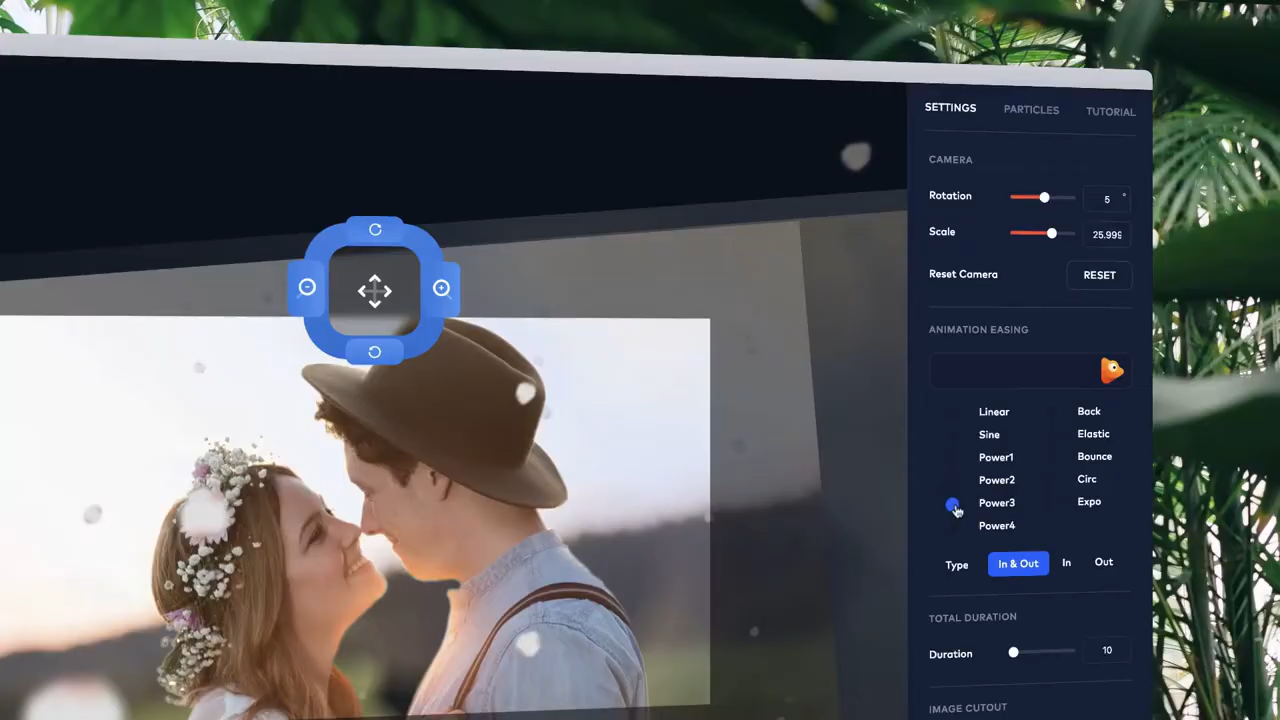 SETTINGS PARTICLES TUTORIAL
CAMERA
Rotation 5 °
Scale 25.999
Reset Camera RESET
ANIMATION EASING
Linear Back
Sine Elastic
Power1 Bounce
Power2 Circ
Power3 Expo
Power4
Type In & Out In Out
TOTAL DURATION
Duration 10
IMAGE CUTOUT